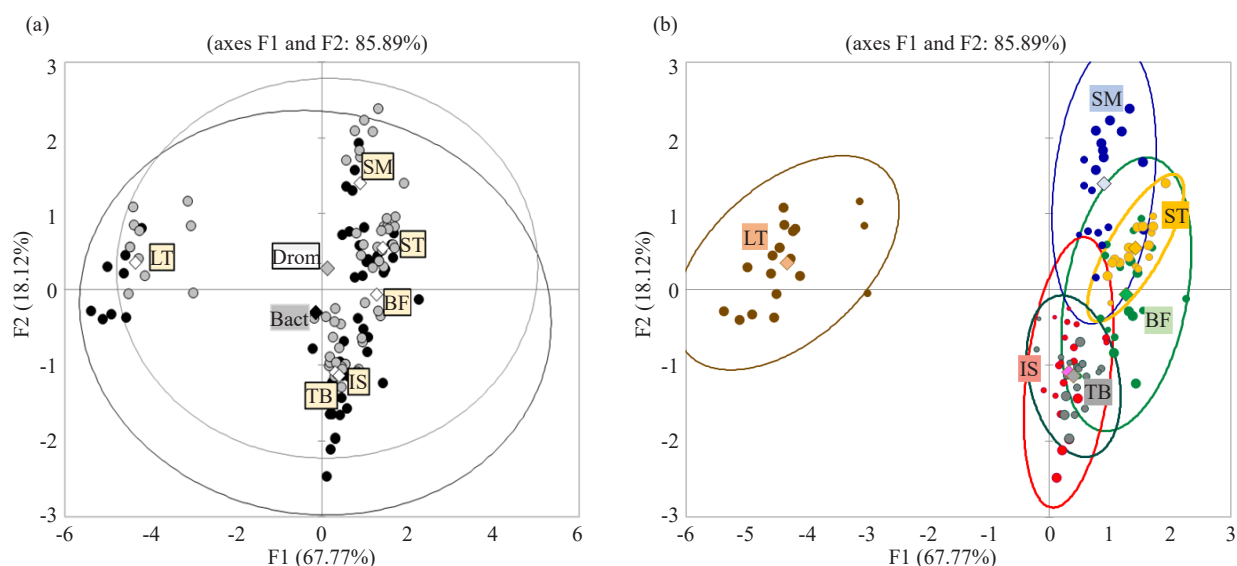 (a)
(axes F1 and F2: 85.89%)
3
2
1
0
-1
-2
-3
F2 (18.12%)
-6
-4
-2
0
2
4
6
F1 (67.77%)
SM
ST
LT
Drom
BF
Bact
IS
TB
(b)
(axes F1 and F2: 85.89%)
3
2
1
0
-1
-2
-3
F2 (18.12%)
-6
-5
-4
-3
-2
-1
0
1
2
3
F1 (67.77%)
SM
ST
LT
BF
IS
TB